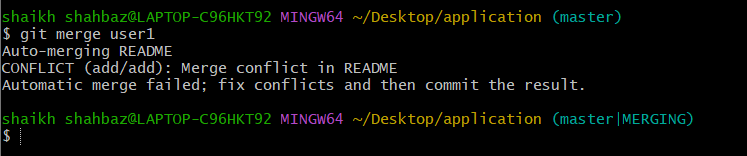 shaikh shahbaz@LAPTOP-C96HKT92 MINGW64 ~/Desktop/application (master)
$ git merge user1
Auto-merging README
CONFLICT (add/add): Merge conflict in README
Automatic merge failed; fix conflicts and then commit the result.
shaikh shahbaz@LAPTOP-C96HKT92 MINGW64 ~/Desktop/application (master|MERGING)
$